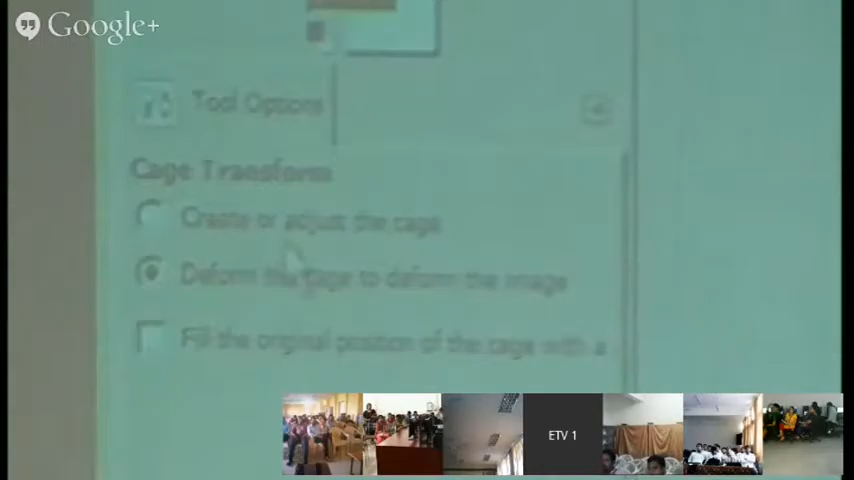 Google+
Tool Options
Cage Transform
Create or adjust the cage
Deform the cage to deform the image
Fill the original position of the cage with a
ETV 1